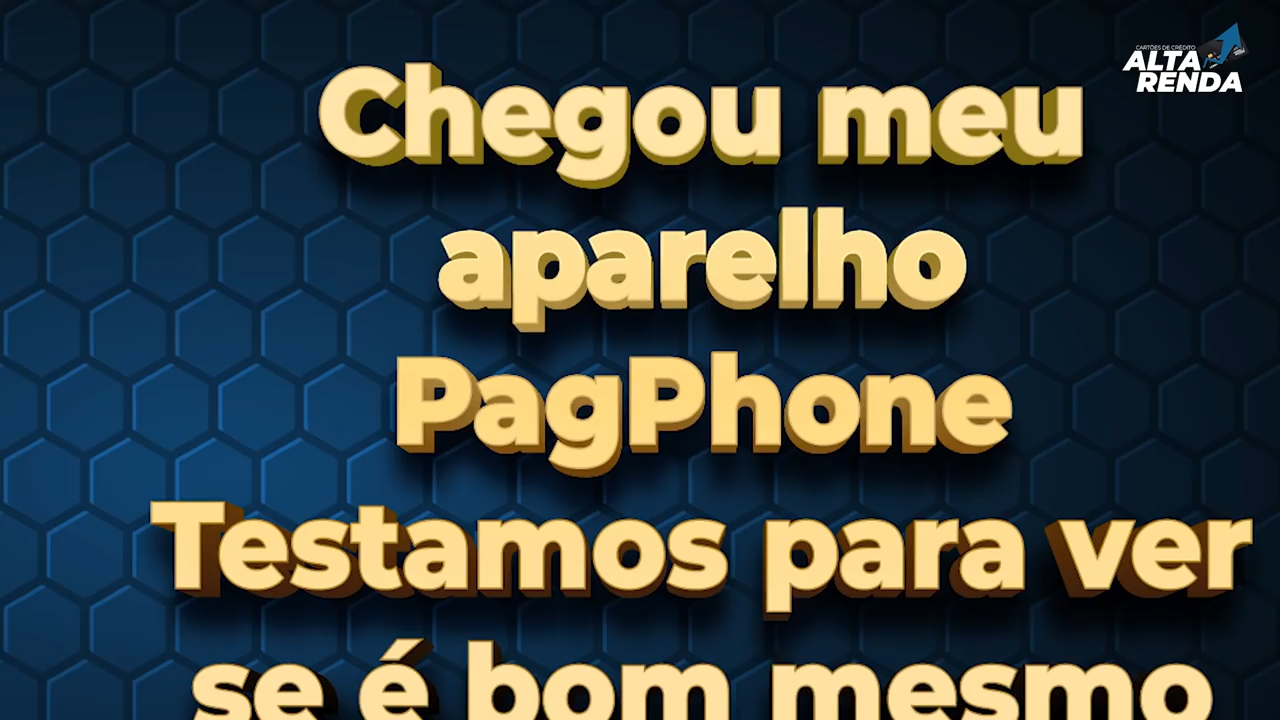 CARTÕES DE CRÉDITO
ALTA
RENDA
Chegou meu
aparelho
PagPhone
Testamos para ver
se é bom mesmo